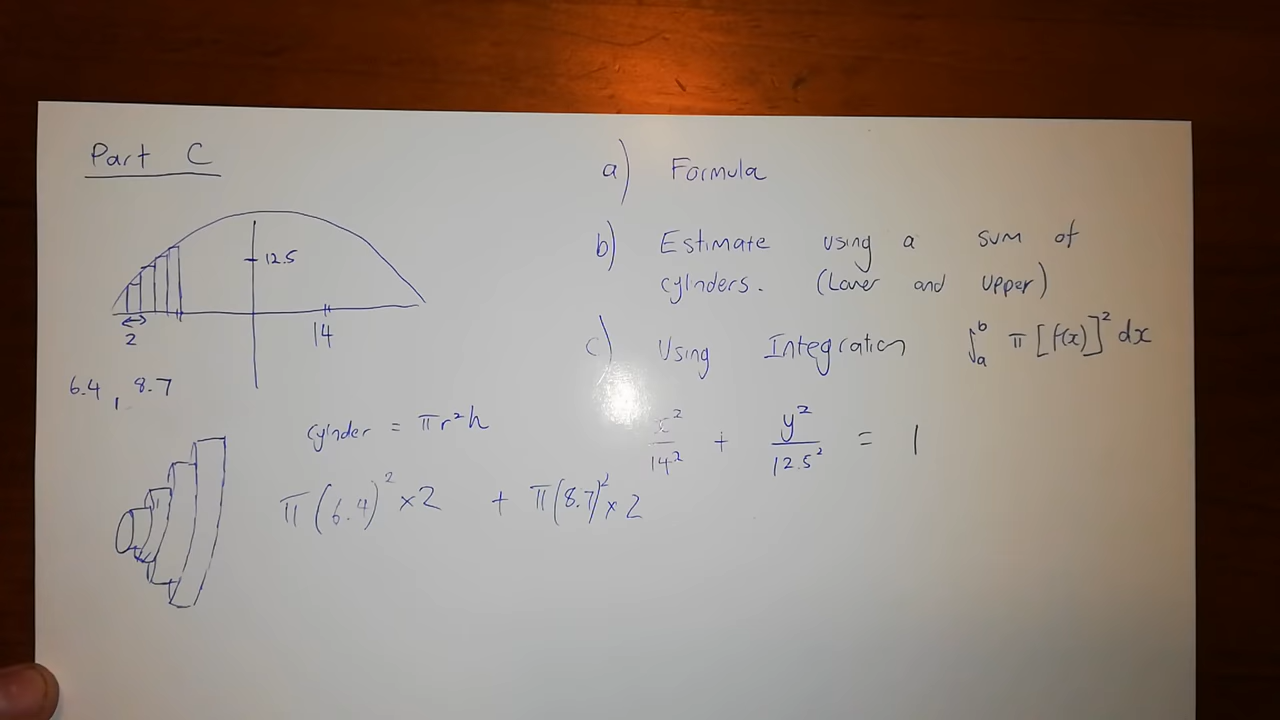 Part C
12.5
2
14
6.4, 8.7
cylinder = πr²h
π(6.4)²×2 + π(8.7)²×2
a) Formula
b) Estimate using a sum of
cylinders. (Lower and Upper)
c) Using Integration ∫ₐᵇ π[f(x)]² dx
x²/14² + y²/12.5² = 1